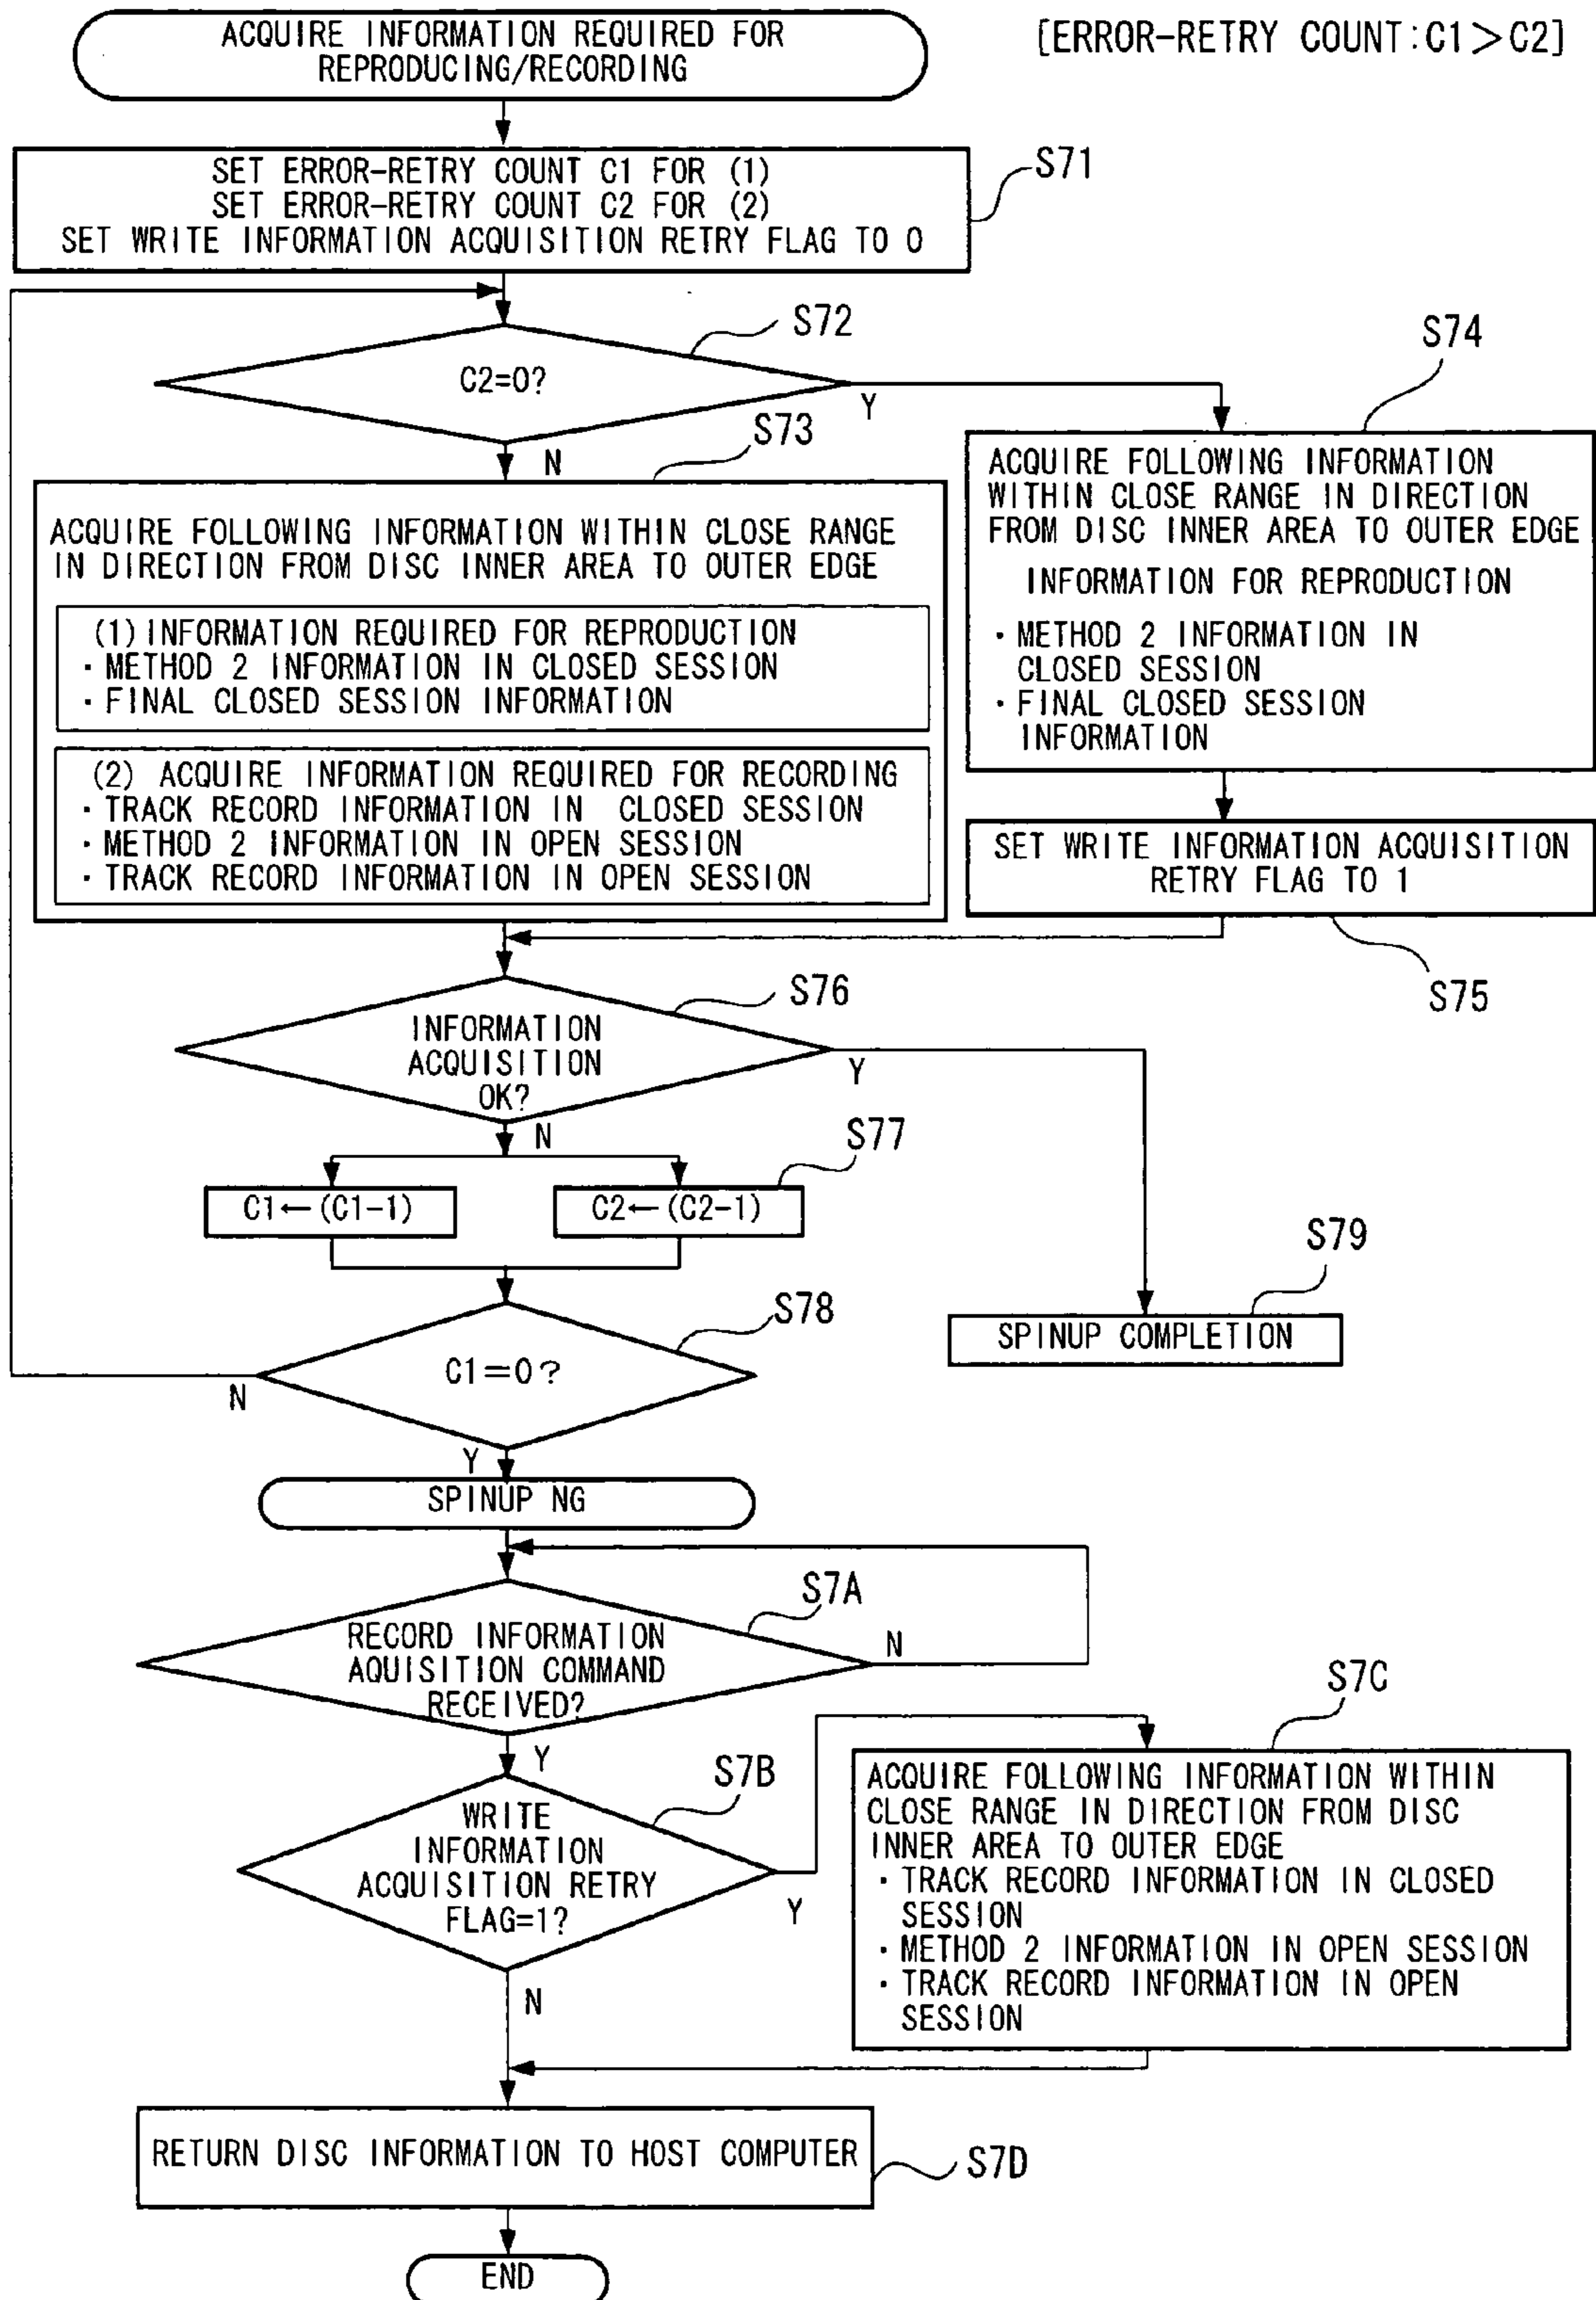 ACQUIRE INFORMATION REQUIRED FOR
REPRODUCING/RECORDING
[ERROR-RETRY COUNT:C1>C2]
SET ERROR-RETRY COUNT C1 FOR (1)
SET ERROR-RETRY COUNT C2 FOR (2)
SET WRITE INFORMATION ACQUISITION RETRY FLAG TO 0
S71
S72
C2=0?
Y
N
S74
S73
ACQUIRE FOLLOWING INFORMATION WITHIN CLOSE RANGE
IN DIRECTION FROM DISC INNER AREA TO OUTER EDGE
(1) INFORMATION REQUIRED FOR REPRODUCTION
· METHOD 2 INFORMATION IN CLOSED SESSION
· FINAL CLOSED SESSION INFORMATION
(2) ACQUIRE INFORMATION REQUIRED FOR RECORDING
· TRACK RECORD INFORMATION IN CLOSED SESSION
· METHOD 2 INFORMATION IN OPEN SESSION
· TRACK RECORD INFORMATION IN OPEN SESSION
ACQUIRE FOLLOWING INFORMATION
WITHIN CLOSE RANGE IN DIRECTION
FROM DISC INNER AREA TO OUTER EDGE
INFORMATION FOR REPRODUCTION
· METHOD 2 INFORMATION IN
CLOSED SESSION
· FINAL CLOSED SESSION
INFORMATION
SET WRITE INFORMATION ACQUISITION
RETRY FLAG TO 1
S75
S76
INFORMATION
ACQUISITION
OK?
Y
N
S77
C1←(C1-1)
C2←(C2-1)
S79
SPINUP COMPLETION
S78
C1=0?
N
Y
SPINUP NG
S7A
RECORD INFORMATION
AQUISITION COMMAND
RECEIVED?
N
Y
S7B
WRITE
INFORMATION
ACQUISITION RETRY
FLAG=1?
Y
N
S7C
ACQUIRE FOLLOWING INFORMATION WITHIN
CLOSE RANGE IN DIRECTION FROM DISC
INNER AREA TO OUTER EDGE
· TRACK RECORD INFORMATION IN CLOSED
SESSION
· METHOD 2 INFORMATION IN OPEN SESSION
· TRACK RECORD INFORMATION IN OPEN
SESSION
RETURN DISC INFORMATION TO HOST COMPUTER
S7D
END